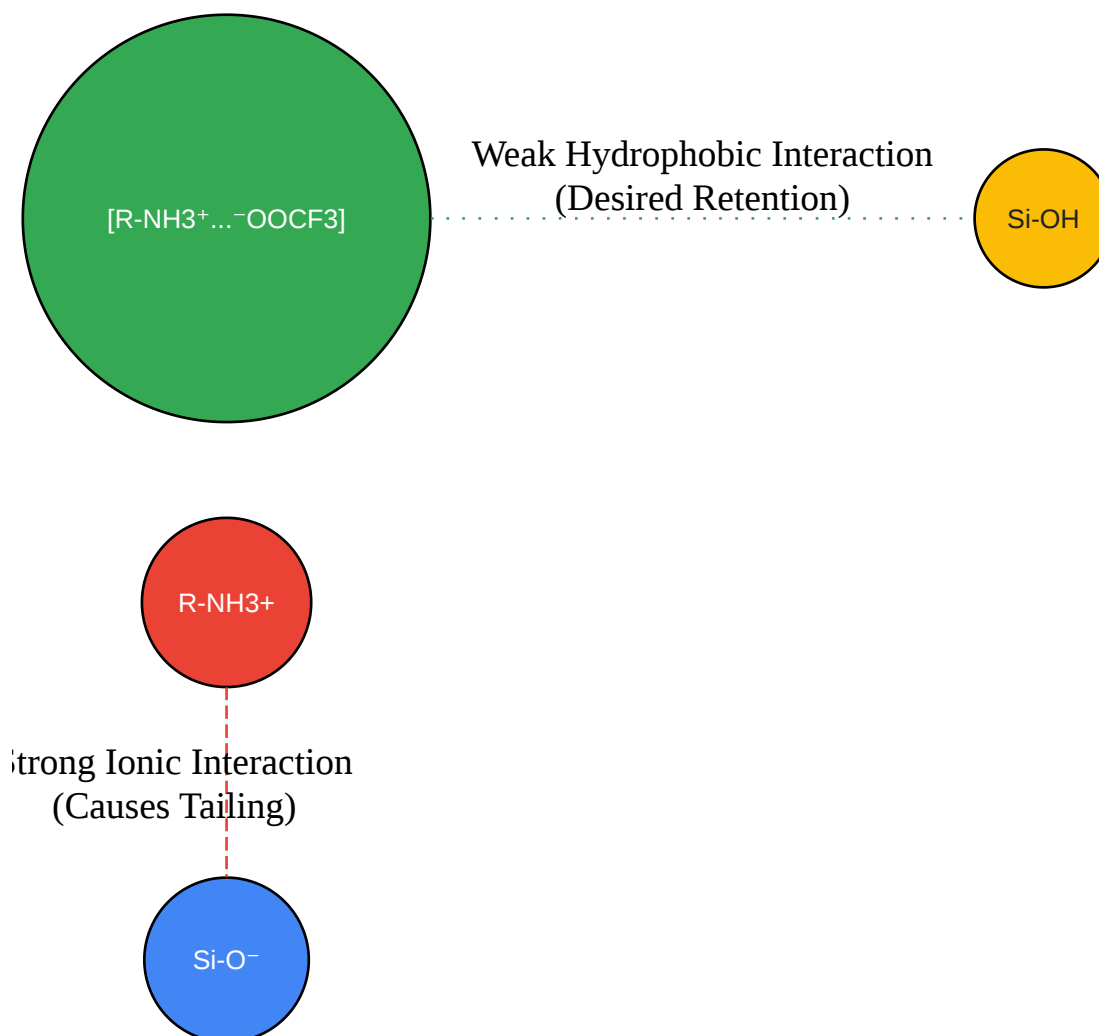 Weak Hydrophobic Interaction
(Desired Retention)
[R-NH3⁺...⁻OOCF3]
Si-OH
R-NH3+
trong Ionic Interaction
(Causes Tailing)
Si-O⁻